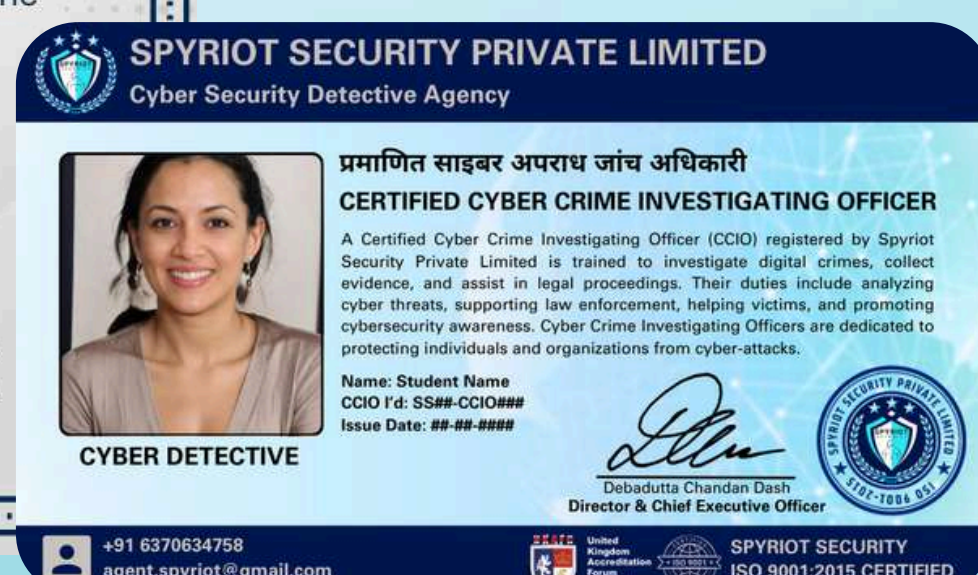 SPYRIOT SECURITY PRIVATE LIMITED
Cyber Security Detective Agency
प्रमाणित साइबर अपराध जांच अधिकारी
CERTIFIED CYBER CRIME INVESTIGATING OFFICER
A Certified Cyber Crime Investigating Officer (CCIO) registered by Spyriot
Security Private Limited is trained to investigate digital crimes, collect
evidence, and assist in legal proceedings. Their duties include analyzing
cyber threats, supporting law enforcement, helping victims, and promoting
cybersecurity awareness. Cyber Crime Investigating Officers are dedicated to
protecting individuals and organizations from cyber-attacks.
Name: Student Name
CCIO I'd: SS##-CCIO###
Issue Date: ##-##-####
CYBER DETECTIVE
SPYRIOT SECURITY PRIVATE LIMITED
ISO 9001-2015
SPYRIOT
Debadutta Chandan Dash
Director & Chief Executive Officer
+91 6370634758
agent.spyriot@gmail.com
United
Kingdom
Accreditation
Forum
ISO 9001
SPYRIOT SECURITY
ISO 9001:2015 CERTIFIED